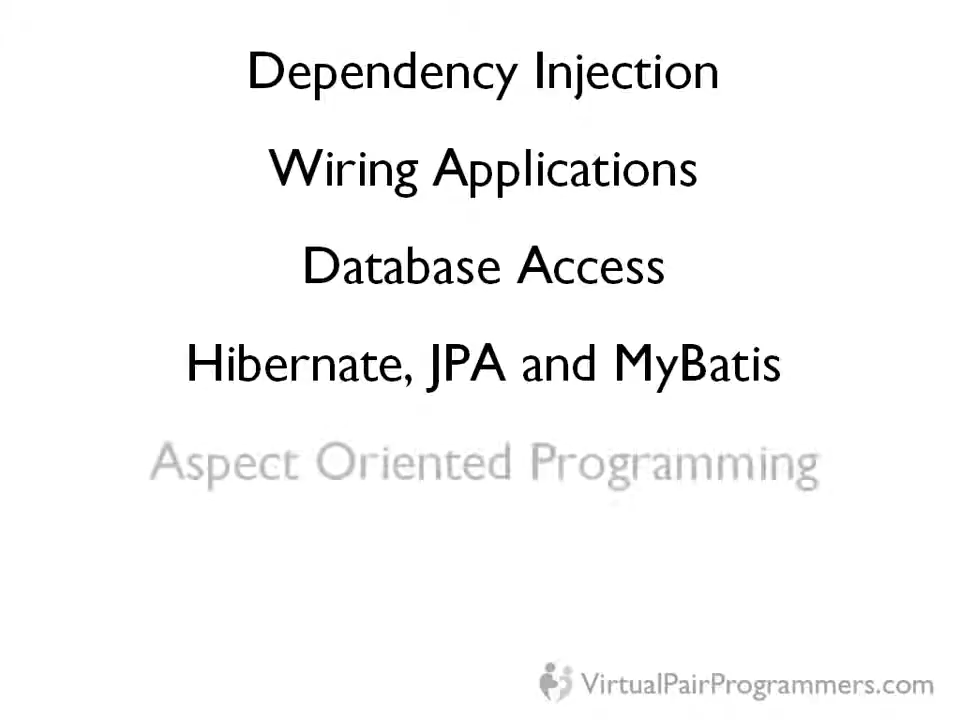 Dependency Injection
Wiring Applications
Database Access
Hibernate, JPA and MyBatis
Aspect Oriented Programming
VirtualPairProgrammers.com